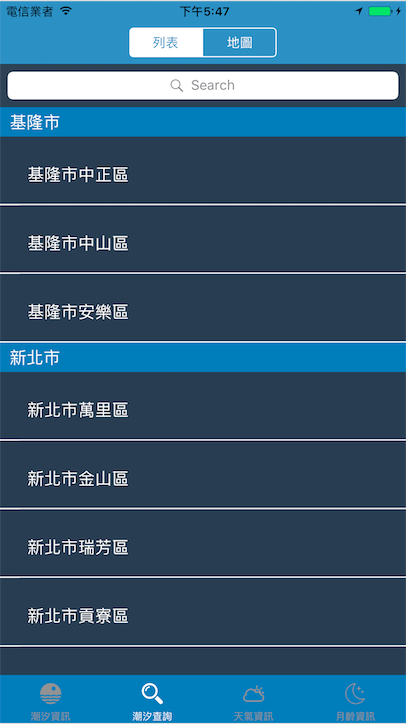 電信業者 下午5:47
列表 地圖
Search
基隆市
基隆市中正區
基隆市中山區
基隆市安樂區
新北市
新北市萬里區
新北市金山區
新北市瑞芳區
新北市貢寮區
潮汐資訊 潮汐查詢 天氣資訊 月齡資訊